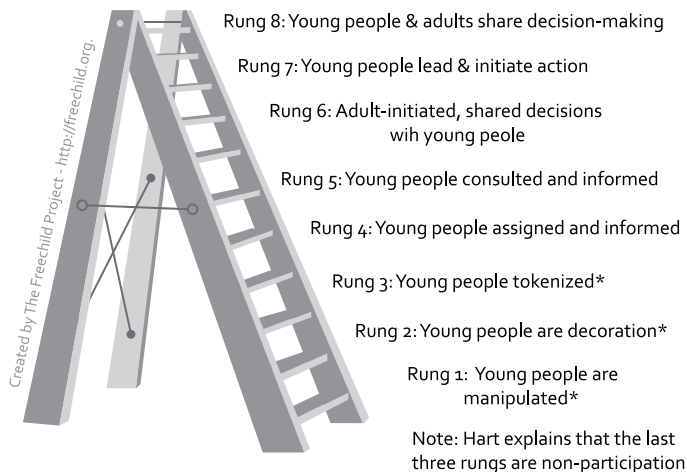 Rung 8: Young people & adults share decision-making
Rung 7: Young people lead & initiate action
Rung 6: Adult-initiated, shared decisions
wih young peole
Rung 5: Young people consulted and informed
Rung 4: Young people assigned and informed
Rung 3: Young people tokenized*
Rung 2: Young people are decoration*
Rung 1: Young people are
manipulated*
Note: Hart explains that the last
three rungs are non-participation
Created by The Freechild Project - http://freechild.org.